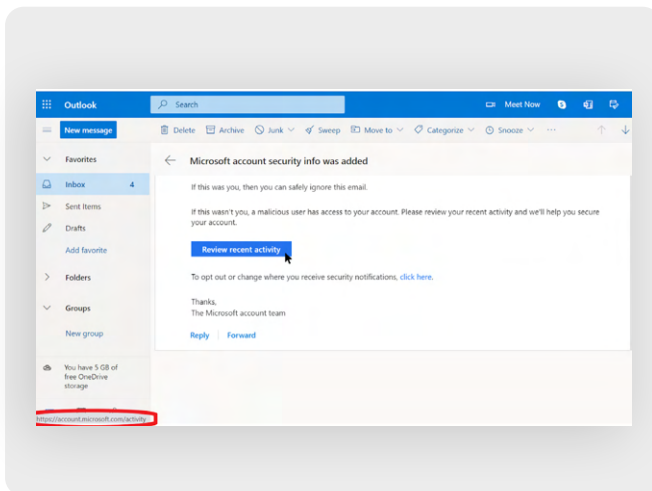 Outlook
Search
Meet Now
New message
Delete Archive Junk Sweep Move to Categorize Snooze ...
Favorites
Microsoft account security info was added
Inbox 4
If this was you, then you can safely ignore this email.
Sent Items
If this wasn't you, a malicious user has access to your account. Please review your recent activity and we'll help you secure
your account.
Drafts
Add favorite
Review recent activity
Folders
To opt out or change where you receive security notifications, click here.
Groups
Thanks,
The Microsoft account team
New group
Reply Forward
You have 5 GB of
free OneDrive
storage
https://account.microsoft.com/activity